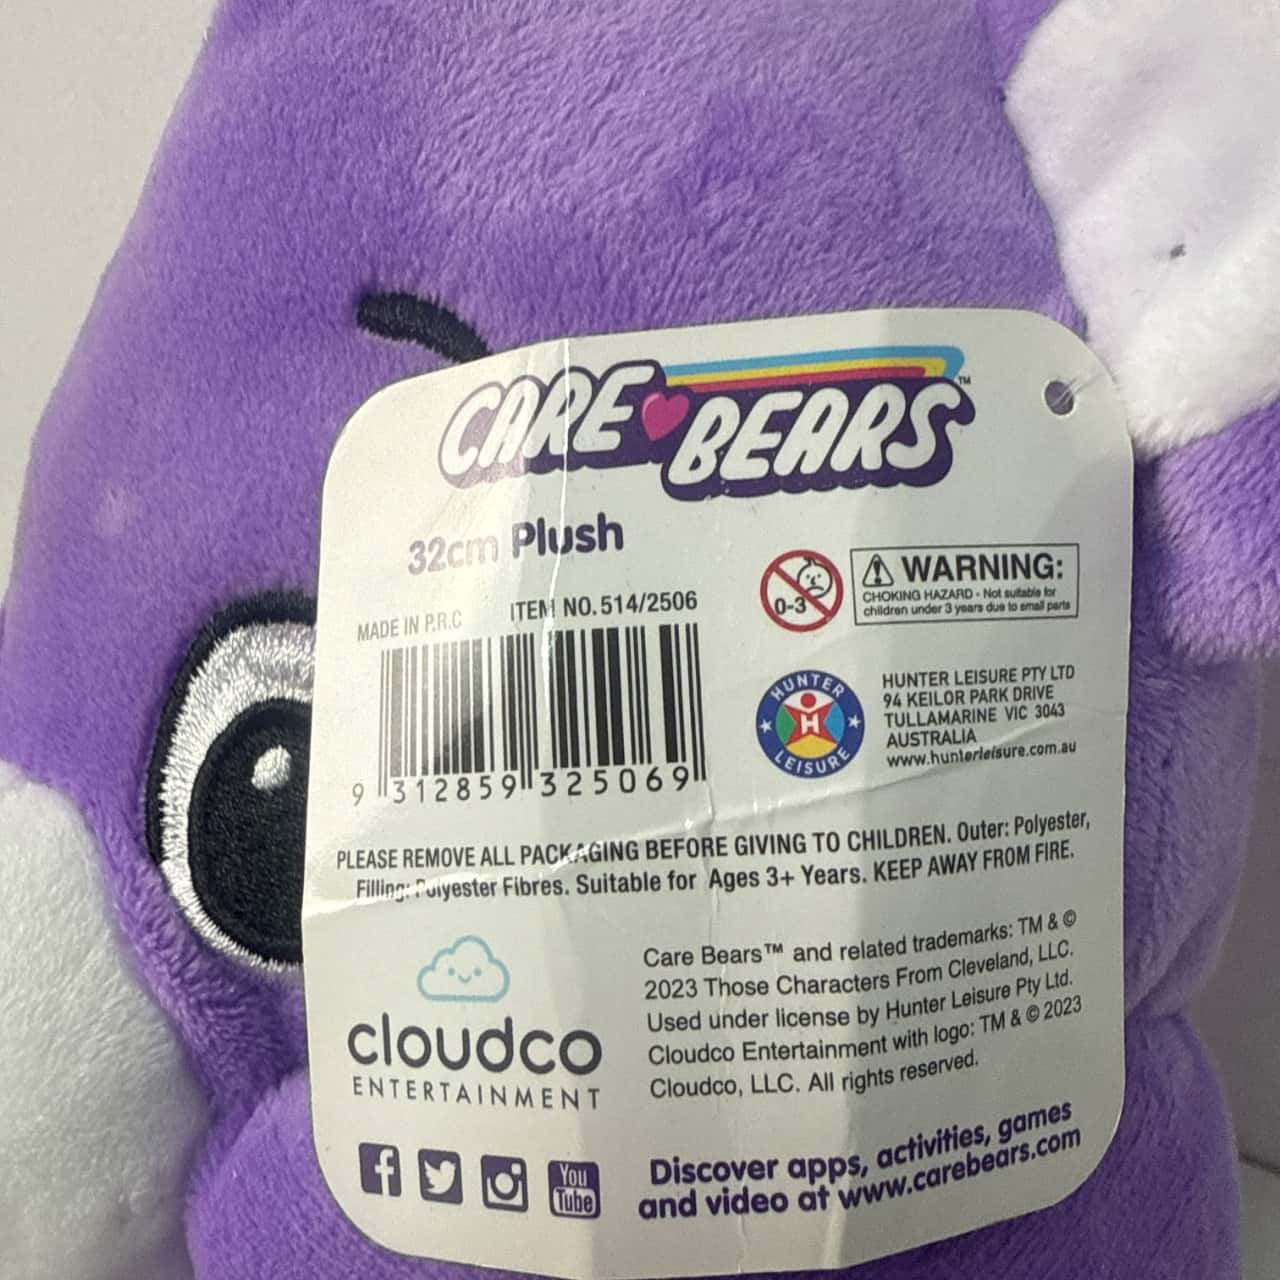 CARE BEARS™
32cm Plush
MADE IN P.R.C
ITEM NO. 514/2506
9 312859 325069
0-3
WARNING:
CHOKING HAZARD - Not suitable for
children under 3 years due to small parts
HUNTER
H
LEISURE
HUNTER LEISURE PTY LTD
94 KEILOR PARK DRIVE
TULLAMARINE VIC 3043
AUSTRALIA
www.hunterleisure.com.au
PLEASE REMOVE ALL PACKAGING BEFORE GIVING TO CHILDREN. Outer: Polyester,
Filling: Polyester Fibres. Suitable for Ages 3+ Years. KEEP AWAY FROM FIRE.
cloudco
ENTERTAINMENT
Care Bears™ and related trademarks: TM & ©
2023 Those Characters From Cleveland, LLC.
Used under license by Hunter Leisure Pty Ltd.
Cloudco Entertainment with logo: TM & © 2023
Cloudco, LLC. All rights reserved.
f
You
Tube
Discover apps, activities, games
and video at www.carebears.com